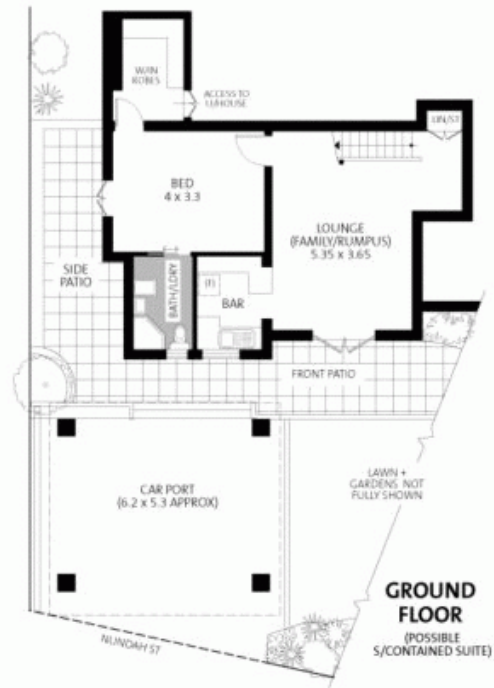 W/IN
ROBES
ACCESS TO
U/HOUSE
LIN/ST
BED
4 x 3.3
LOUNGE
(FAMILY/RUMPUS)
5.35 x 3.65
SIDE
PATIO
BATH/LDRY
(F)
BAR
FRONT PATIO
CAR PORT
(6.2 x 5.3 APPROX)
LAWN +
GARDENS NOT
FULLY SHOWN
GROUND
FLOOR
(POSSIBLE
S/CONTAINED SUITE)
NUNDAH ST